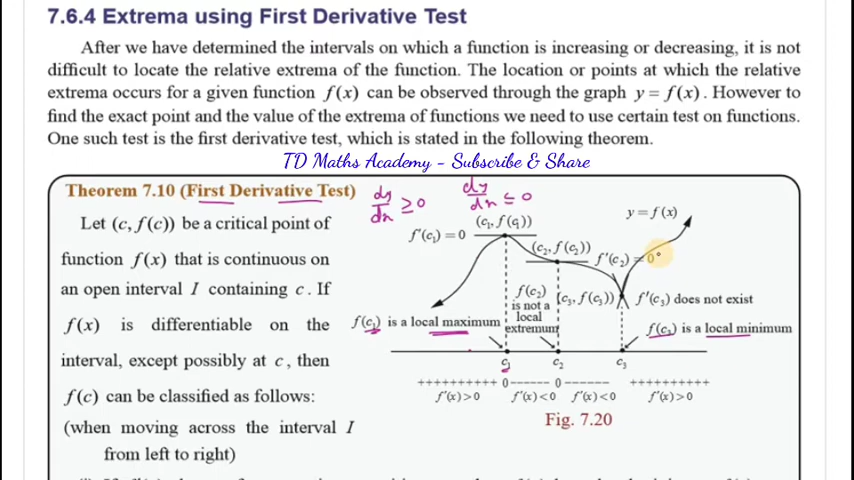 7.6.4 Extrema using First Derivative Test
After we have determined the intervals on which a function is increasing or decreasing, it is not
difficult to locate the relative extrema of the function. The location or points at which the relative
extrema occurs for a given function f(x) can be observed through the graph y = f(x). However to
find the exact point and the value of the extrema of functions we need to use certain test on functions.
One such test is the first derivative test, which is stated in the following theorem.
TD Maths Academy - Subscribe & Share
Theorem 7.10 (First Derivative Test)
Let (c, f(c)) be a critical point of
function f(x) that is continuous on
an open interval I containing c. If
f(x) is differentiable on the
interval, except possibly at c, then
f(c) can be classified as follows:
(when moving across the interval I
from left to right)
dy/dx ≥ 0
dy/dx ≤ 0
y = f(x)
(c₁, f(c₁))
f'(c₁) = 0
(c₂, f(c₂))
f'(c₂) = 0
f(c₂)
is not a
local
extremum
(c₃, f(c₃))
f'(c₃) does not exist
f(c₁) is a local maximum
f(c₃) is a local minimum
c₁ c₂ c₃
++++++++++ 0------ 0 ------ ++++++++++
f'(x)>0 f'(x)<0 f'(x)<0 f'(x)>0
Fig. 7.20